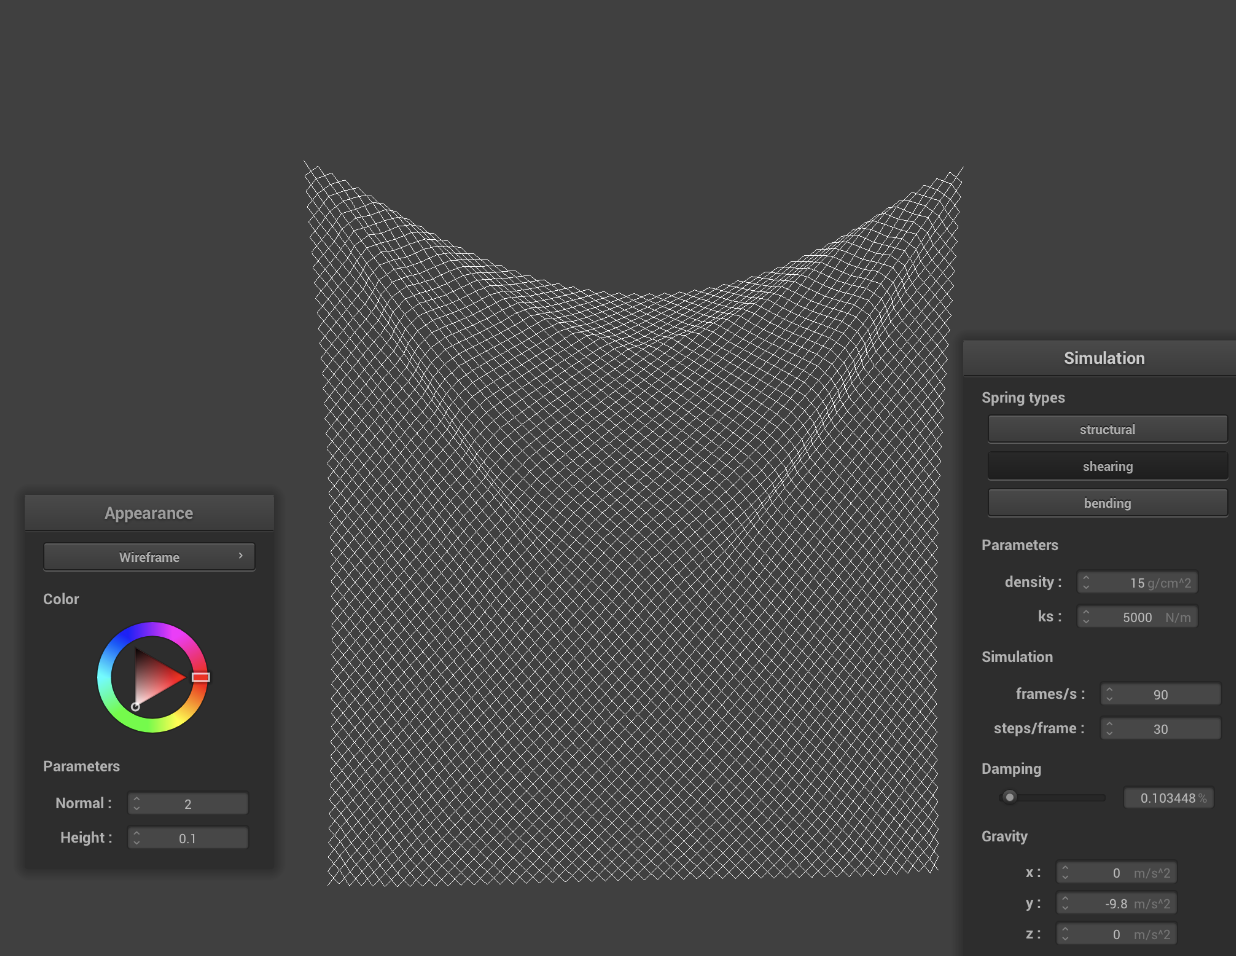 Simulation
Spring types
structural
shearing
bending
Parameters
density : 15 g/cm^2
ks : 5000 N/m
Simulation
frames/s : 90
steps/frame : 30
Damping
0.103448 %
Gravity
x : 0 m/s^2
y : -9.8 m/s^2
z : 0 m/s^2
Appearance
Wireframe
Color
Parameters
Normal : 2
Height : 0.1